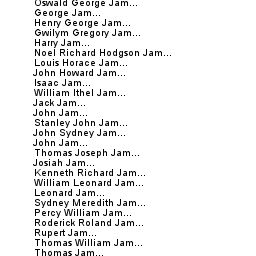 Oswald George Jam...
George Jam...
Henry George Jam...
Gwilym Gregory Jam...
Harry Jam...
Noel Richard Hodgson Jam...
Louis Horace Jam...
John Howard Jam...
Isaac Jam...
William Ithel Jam...
Jack Jam...
John Jam...
Stanley John Jam...
John Sydney Jam...
John Jam...
Thomas Joseph Jam...
Josiah Jam...
Kenneth Richard Jam...
William Leonard Jam...
Leonard Jam...
Sydney Meredith Jam...
Percy William Jam...
Roderick Roland Jam...
Rupert Jam...
Thomas William Jam...
Thomas Jam...